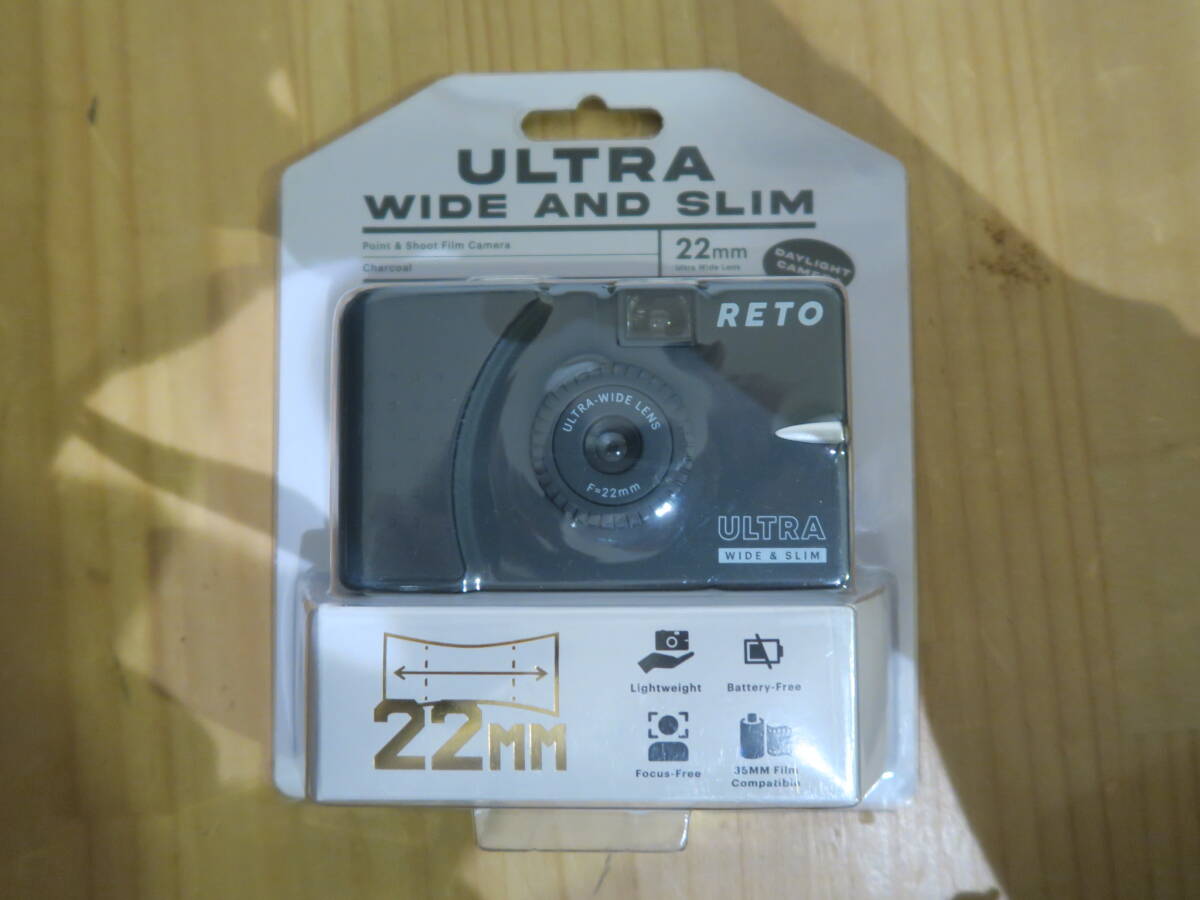 ULTRA
WIDE AND SLIM
Point & Shoot Film Camera
Charcoal
22mm
Ultra Wide Lens
DAYLIGHT
RETO
ULTRA-WIDE LENS
F=22mm
ULTRA
WIDE & SLIM
22MM
Lightweight
Battery-Free
Focus-Free
35MM Film
Compatible